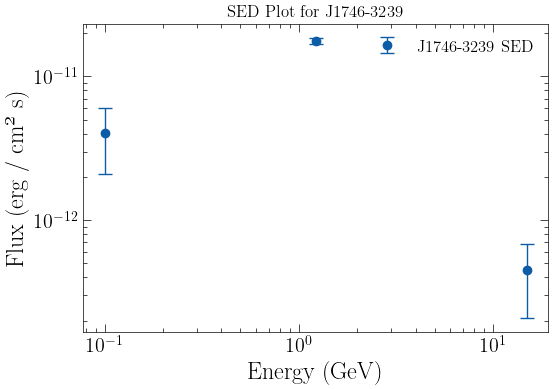 SED Plot for J1746-3239
J1746-3239 SED
10⁻¹¹
10⁻¹²
Flux (erg / cm² s)
10⁻¹ 10⁰ 10¹
Energy (GeV)